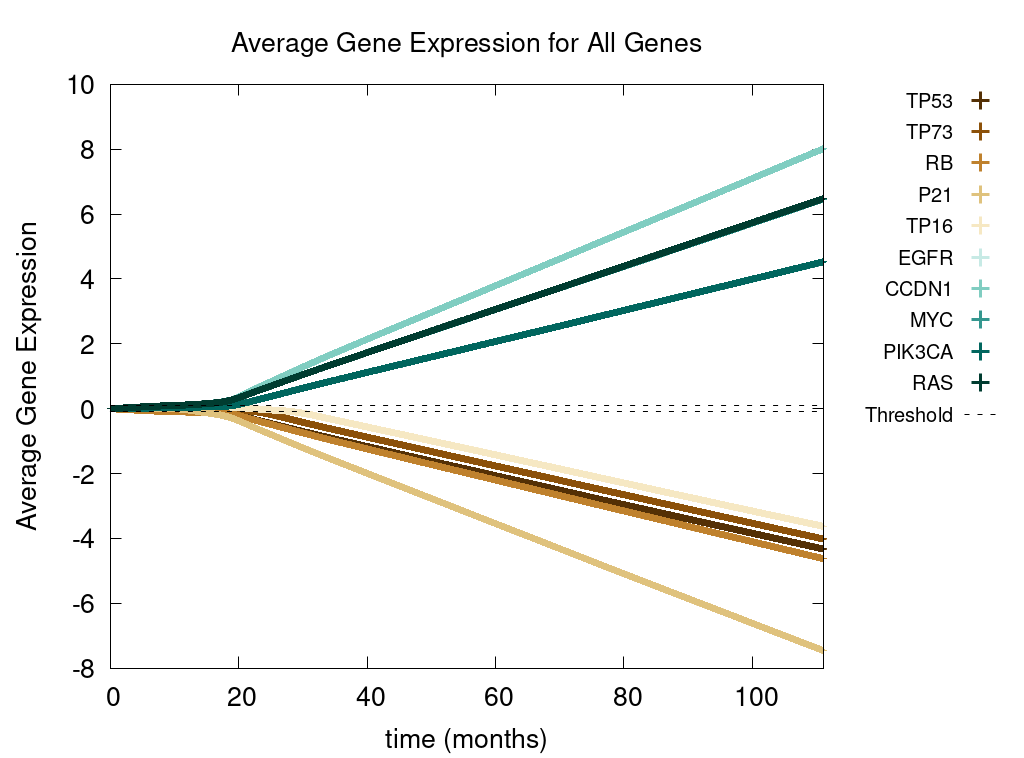 Average Gene Expression for All Genes
10
8
6
4
2
0
-2
-4
-6
-8
Average Gene Expression
0 20 40 60 80 100
time (months)
TP53
TP73
RB
P21
TP16
EGFR
CCDN1
MYC
PIK3CA
RAS
Threshold